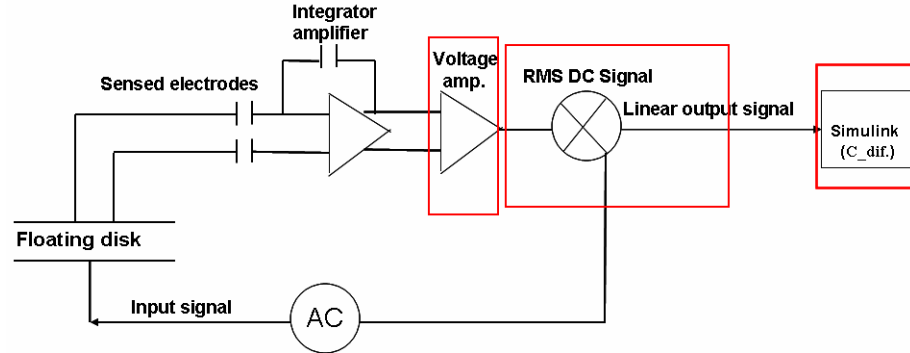 Integrator
amplifier
Voltage
amp.
RMS DC Signal
Sensed electrodes
Linear output signal
Simulink
(C_dif.)
Floating disk
Input signal
AC